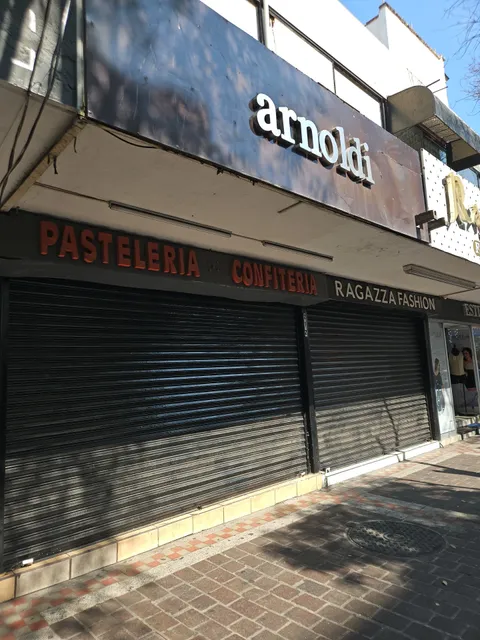 arnoldi
PASTELERIA CONFITERIA
RAGAZZA FASHION